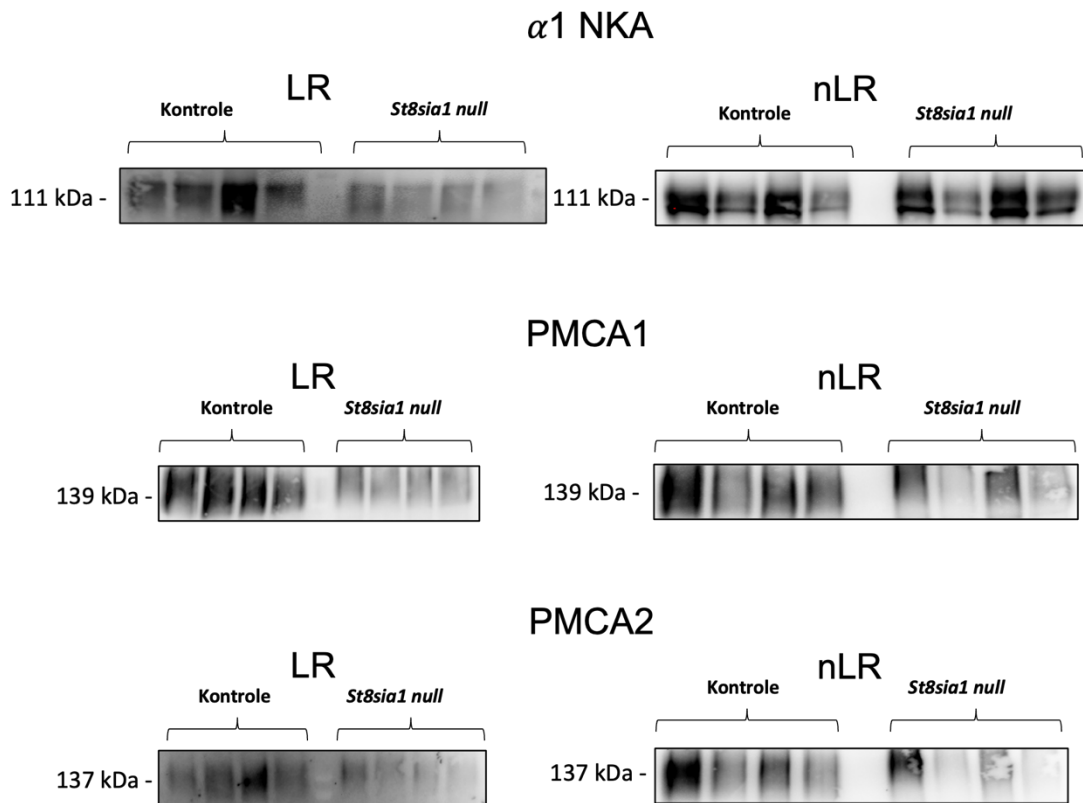 α1 NKA
LR
nLR
Kontrole
St8sia1 null
Kontrole
St8sia1 null
111 kDa -
111 kDa -
PMCA1
LR
nLR
Kontrole
St8sia1 null
Kontrole
St8sia1 null
139 kDa -
139 kDa -
PMCA2
LR
nLR
Kontrole
St8sia1 null
Kontrole
St8sia1 null
137 kDa -
137 kDa -